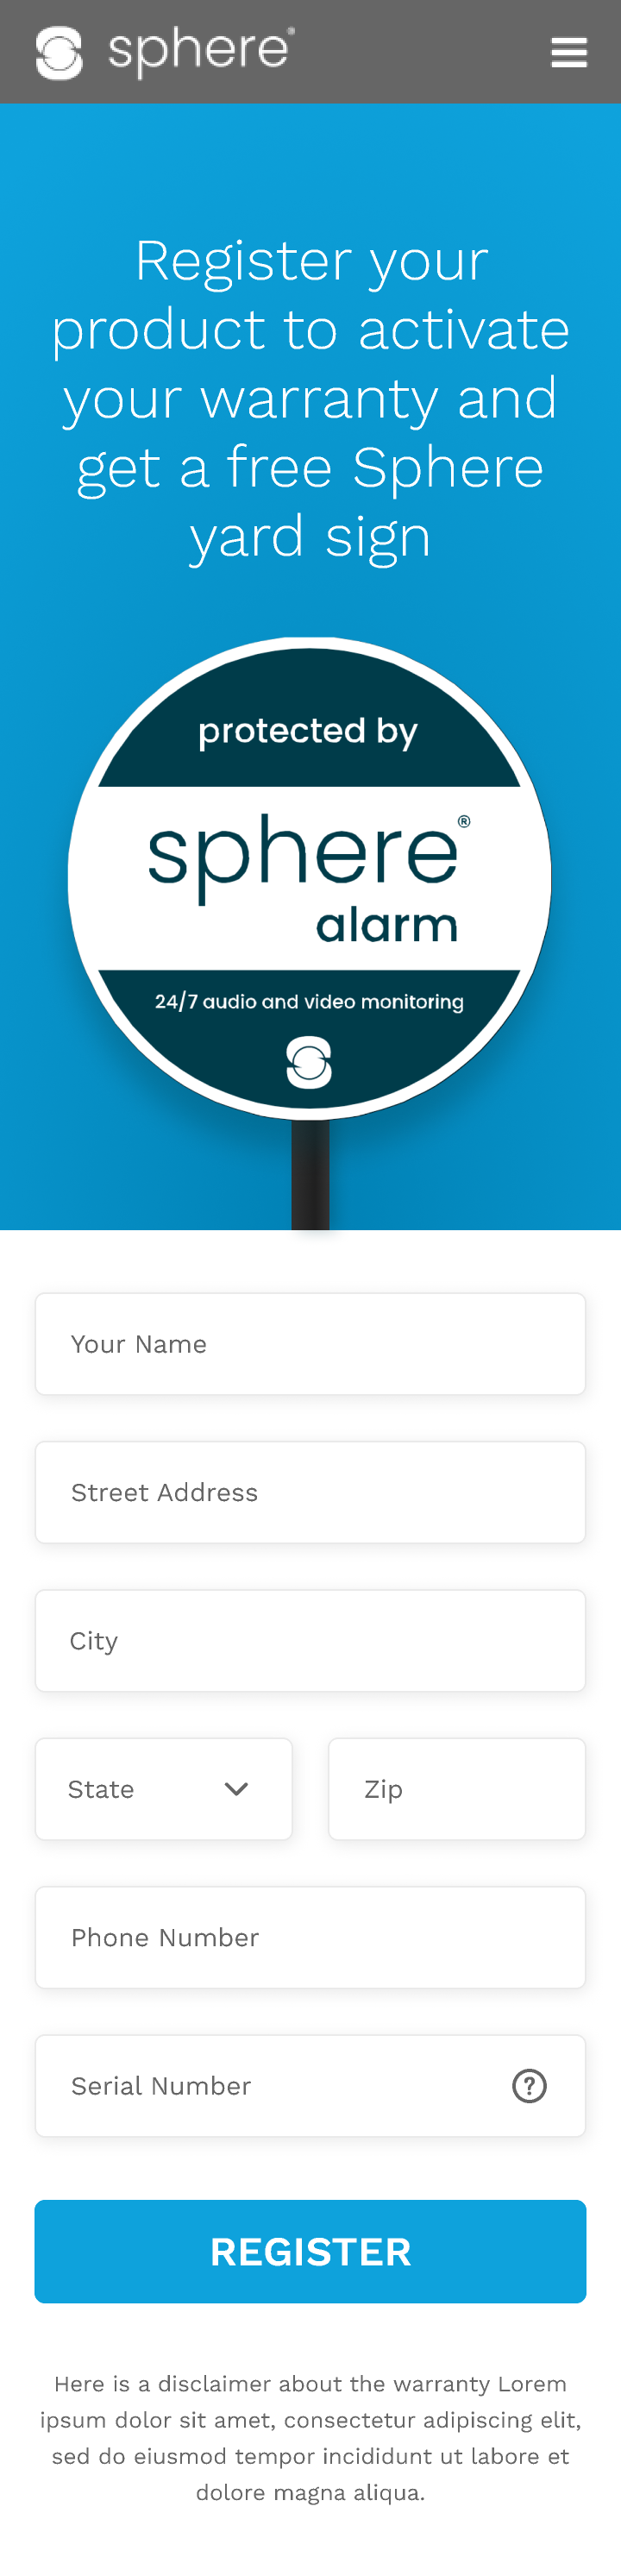 sphere®
Register your
product to activate
your warranty and
get a free Sphere
yard sign
protected by
sphere®
alarm
24/7 audio and video monitoring
Your Name
Street Address
City
State
Zip
Phone Number
Serial Number ?
REGISTER
Here is a disclaimer about the warranty Lorem
ipsum dolor sit amet, consectetur adipiscing elit,
sed do eiusmod tempor incididunt ut labore et
dolore magna aliqua.